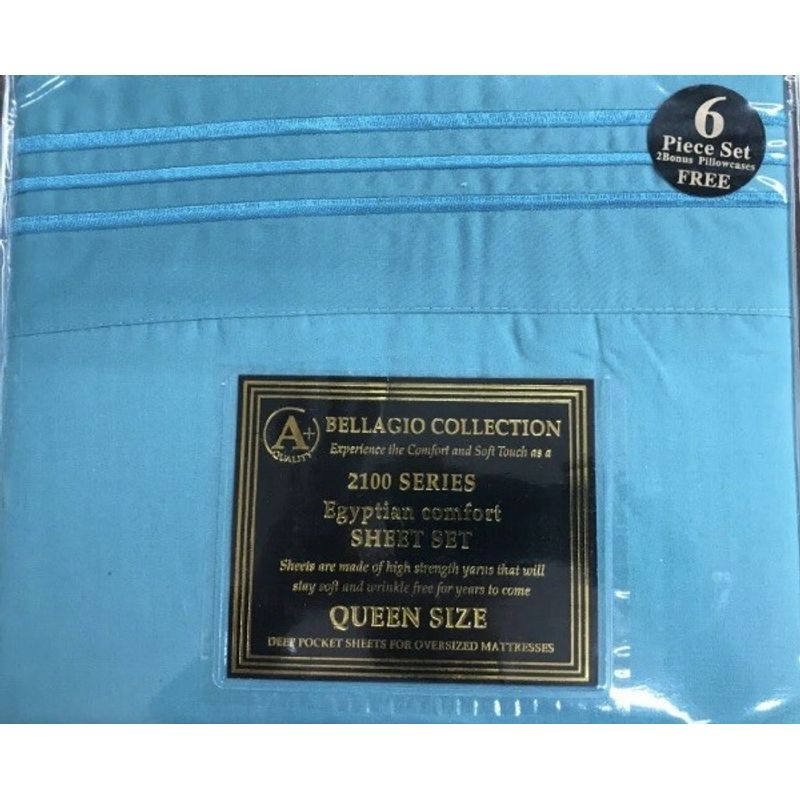 6
Piece Set
2Bonus Pillowcases
FREE
A+
QUALITY
BELLAGIO COLLECTION
Experience the Comfort and Soft Touch as a
2100 SERIES
Egyptian comfort
SHEET SET
Sheets are made of high strength yarns that will
stay soft and wrinkle free for years to come
QUEEN SIZE
DEEP POCKET SHEETS FOR OVERSIZED MATTRESSES